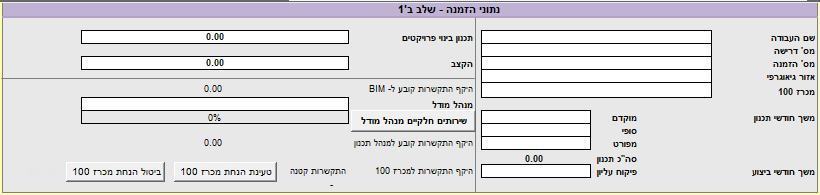 נתוני הזמנה - שלב ב'1
שם העבודה
מס' דרישה
מס' הזמנה
אזור גיאוגרפי
מכרז 100
משך חודשי תכנון
מוקדם
סופי
מפורט
סה"כ תכנון 0.00
משך חודשי ביצוע פיקוח עליון
תכנון בינוי פרויקטים 0.00
הקצב 0.00
היקף התקשרות קובע ל- BIM 0.00
מנהל מודל
שירותים חלקיים מנהל מודל 0%
היקף התקשרות קובע למנהל תכנון 0.00
היקף התקשרות למכרז 100 התקשרות קטנה טעינת הנחת מכרז 100 ביטול הנחת מכרז 100
-